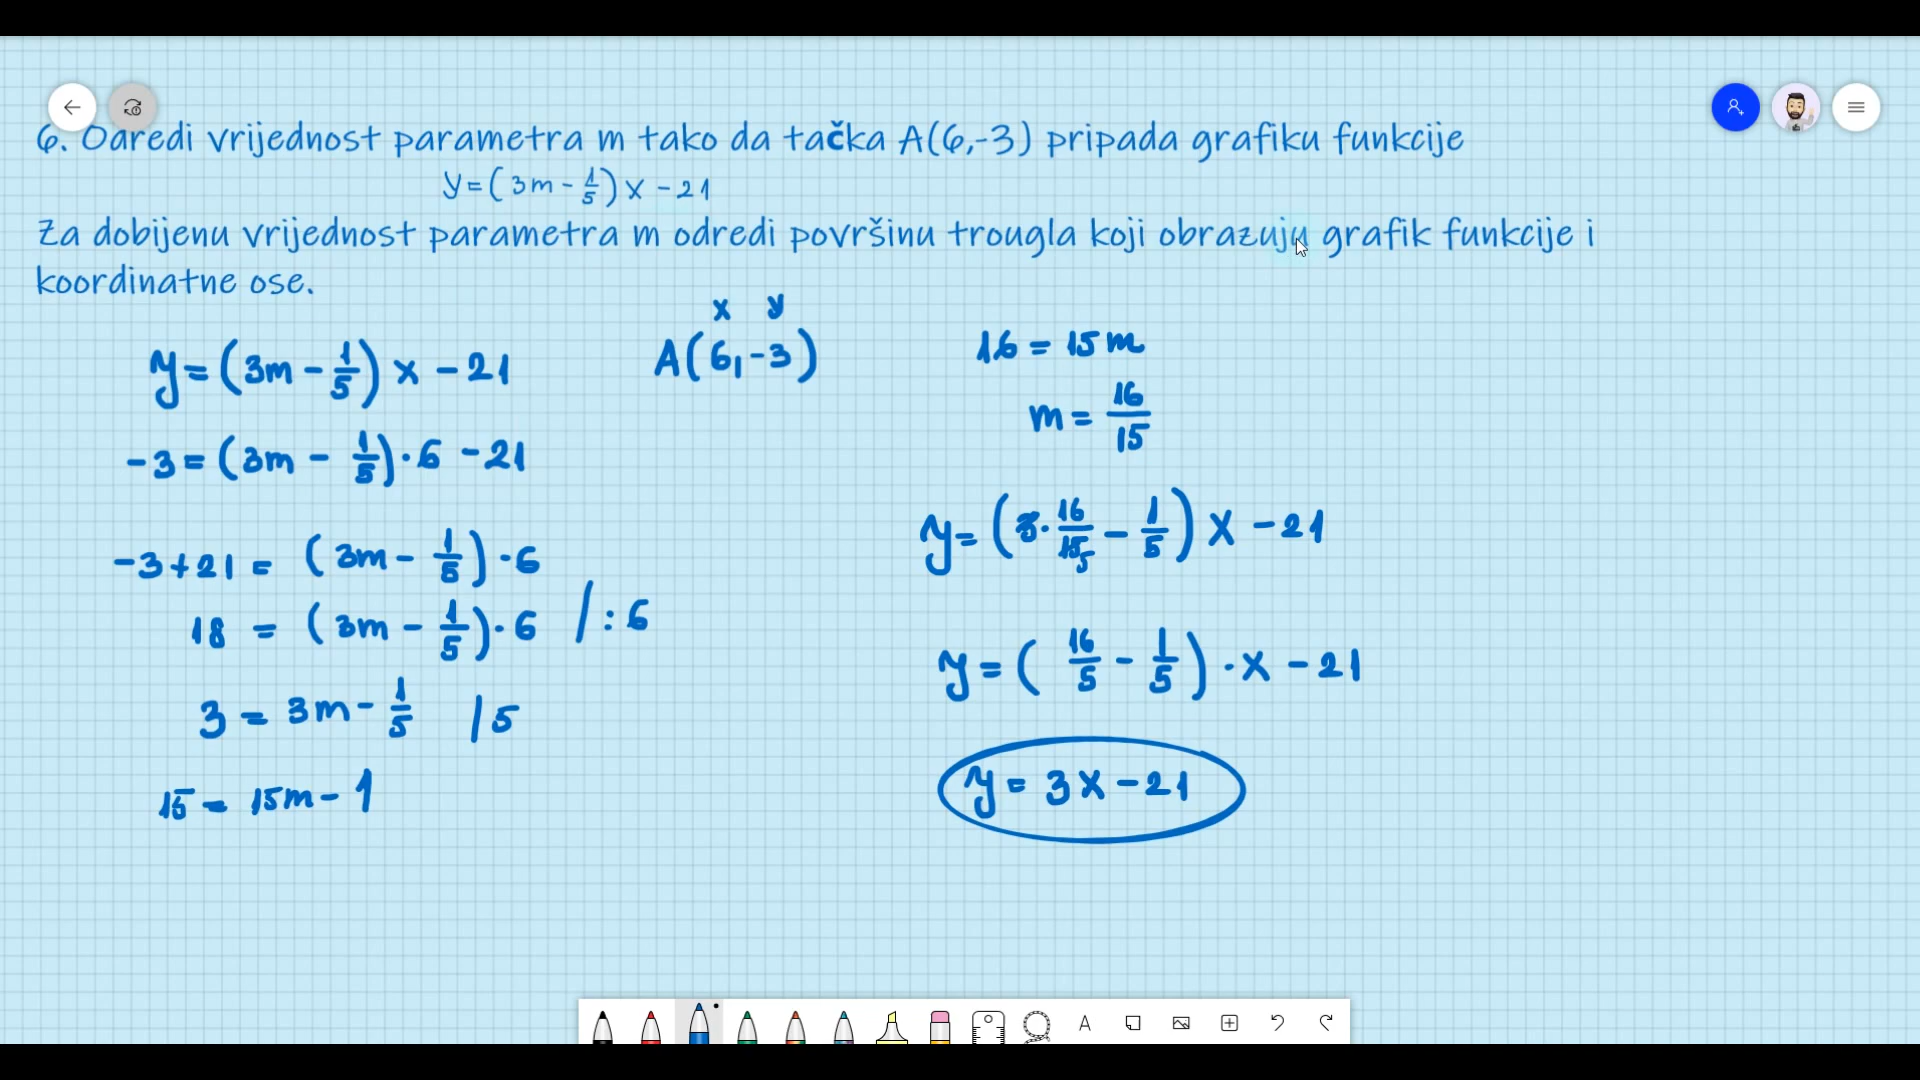 6. Odredi vrijednost parametra m tako da tačka A(6,-3) pripada grafiku funkcije
y=(3m-1/5)x-21
Za dobijenu vrijednost parametra m odredi površinu trougla koji obrazuju grafik funkcije i
koordinatne ose.
y=(3m-1/5)x-21
-3=(3m-1/5)·6-21
-3+21=(3m-1/5)·6
18=(3m-1/5)·6 /:6
3=3m-1/5 /5
15=15m-1
x y
A(6,-3)
16=15m
m=16/15
y=(3·16/15-1/5)x-21
5
y=(16/5-1/5)·x-21
y=3x-21
A